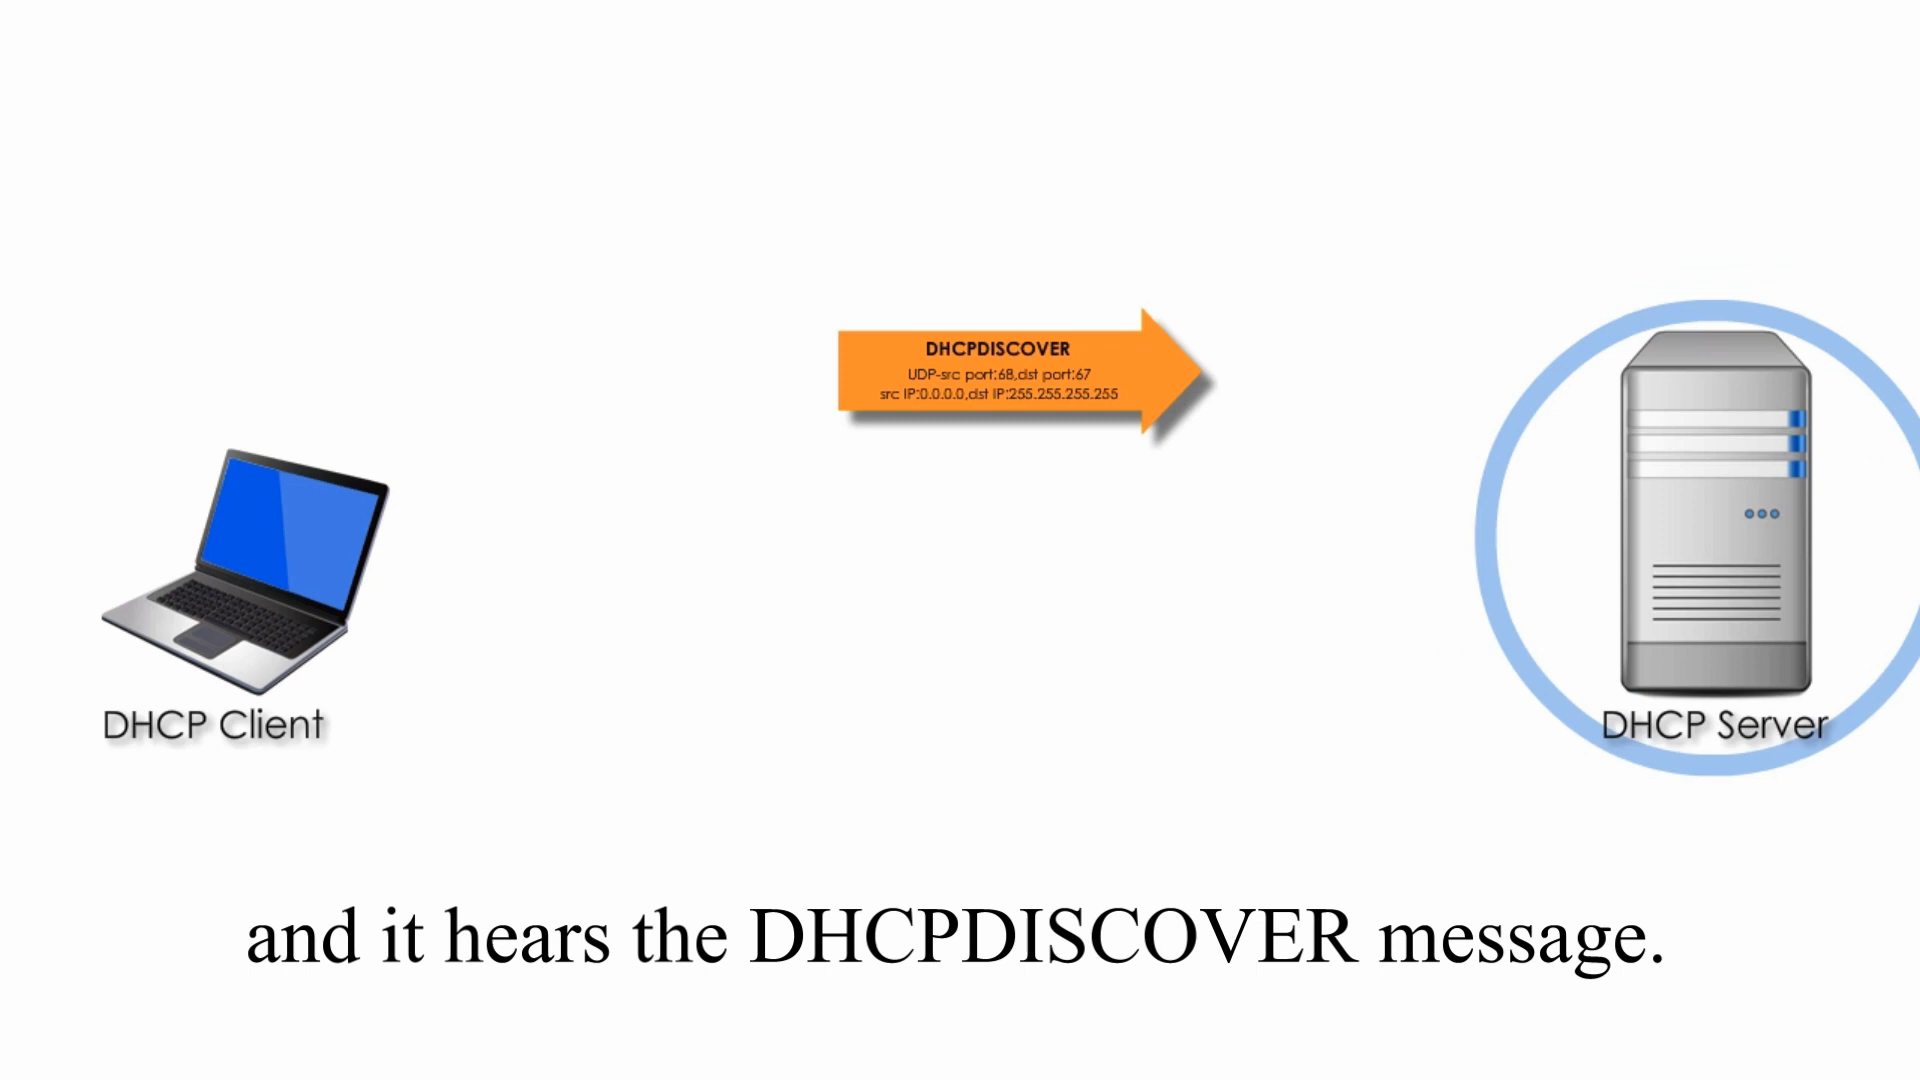 DHCPDISCOVER
UDP-src port:68,dst port:67
src IP:0.0.0.0,dst IP:255.255.255.255
DHCP Client
DHCP Server
and it hears the DHCPDISCOVER message.